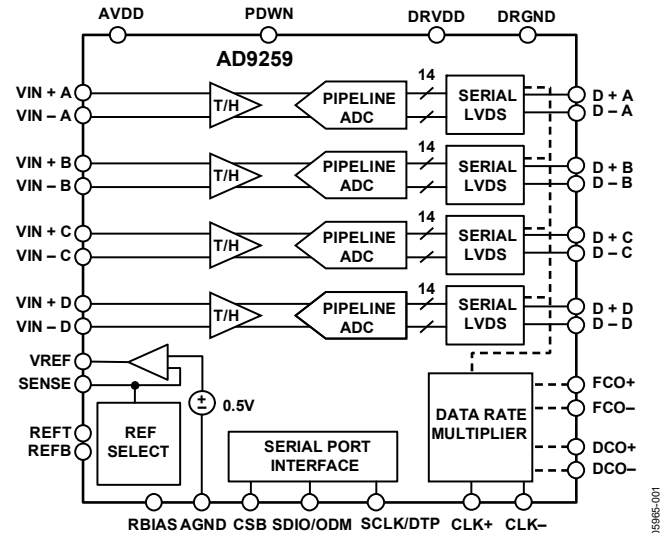 AVDD PDWN DRVDD DRGND
AD9259
VIN + A
VIN – A
T/H
PIPELINE
ADC
14
SERIAL
LVDS
D + A
D – A
VIN + B
VIN – B
T/H
PIPELINE
ADC
14
SERIAL
LVDS
D + B
D – B
VIN + C
VIN – C
T/H
PIPELINE
ADC
14
SERIAL
LVDS
D + C
D – C
VIN + D
VIN – D
T/H
PIPELINE
ADC
14
SERIAL
LVDS
D + D
D – D
VREF
SENSE
+
–
0.5V
REFT
REFB
REF
SELECT
SERIAL PORT
INTERFACE
DATA RATE
MULTIPLIER
FCO+
FCO–
DCO+
DCO–
RBIAS AGND CSB SDIO/ODM SCLK/DTP CLK+ CLK–
05965-001